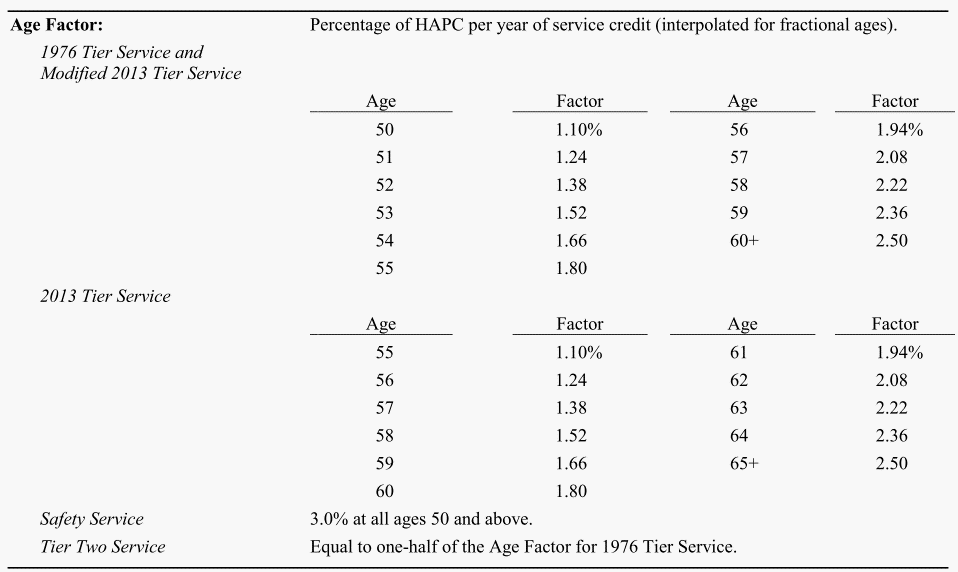 Age Factor: Percentage of HAPC per year of service credit (interpolated for fractional ages).
1976 Tier Service and
Modified 2013 Tier Service
Age Factor Age Factor
50 1.10% 56 1.94%
51 1.24 57 2.08
52 1.38 58 2.22
53 1.52 59 2.36
54 1.66 60+ 2.50
55 1.80
2013 Tier Service
Age Factor Age Factor
55 1.10% 61 1.94%
56 1.24 62 2.08
57 1.38 63 2.22
58 1.52 64 2.36
59 1.66 65+ 2.50
60 1.80
Safety Service 3.0% at all ages 50 and above.
Tier Two Service Equal to one-half of the Age Factor for 1976 Tier Service.